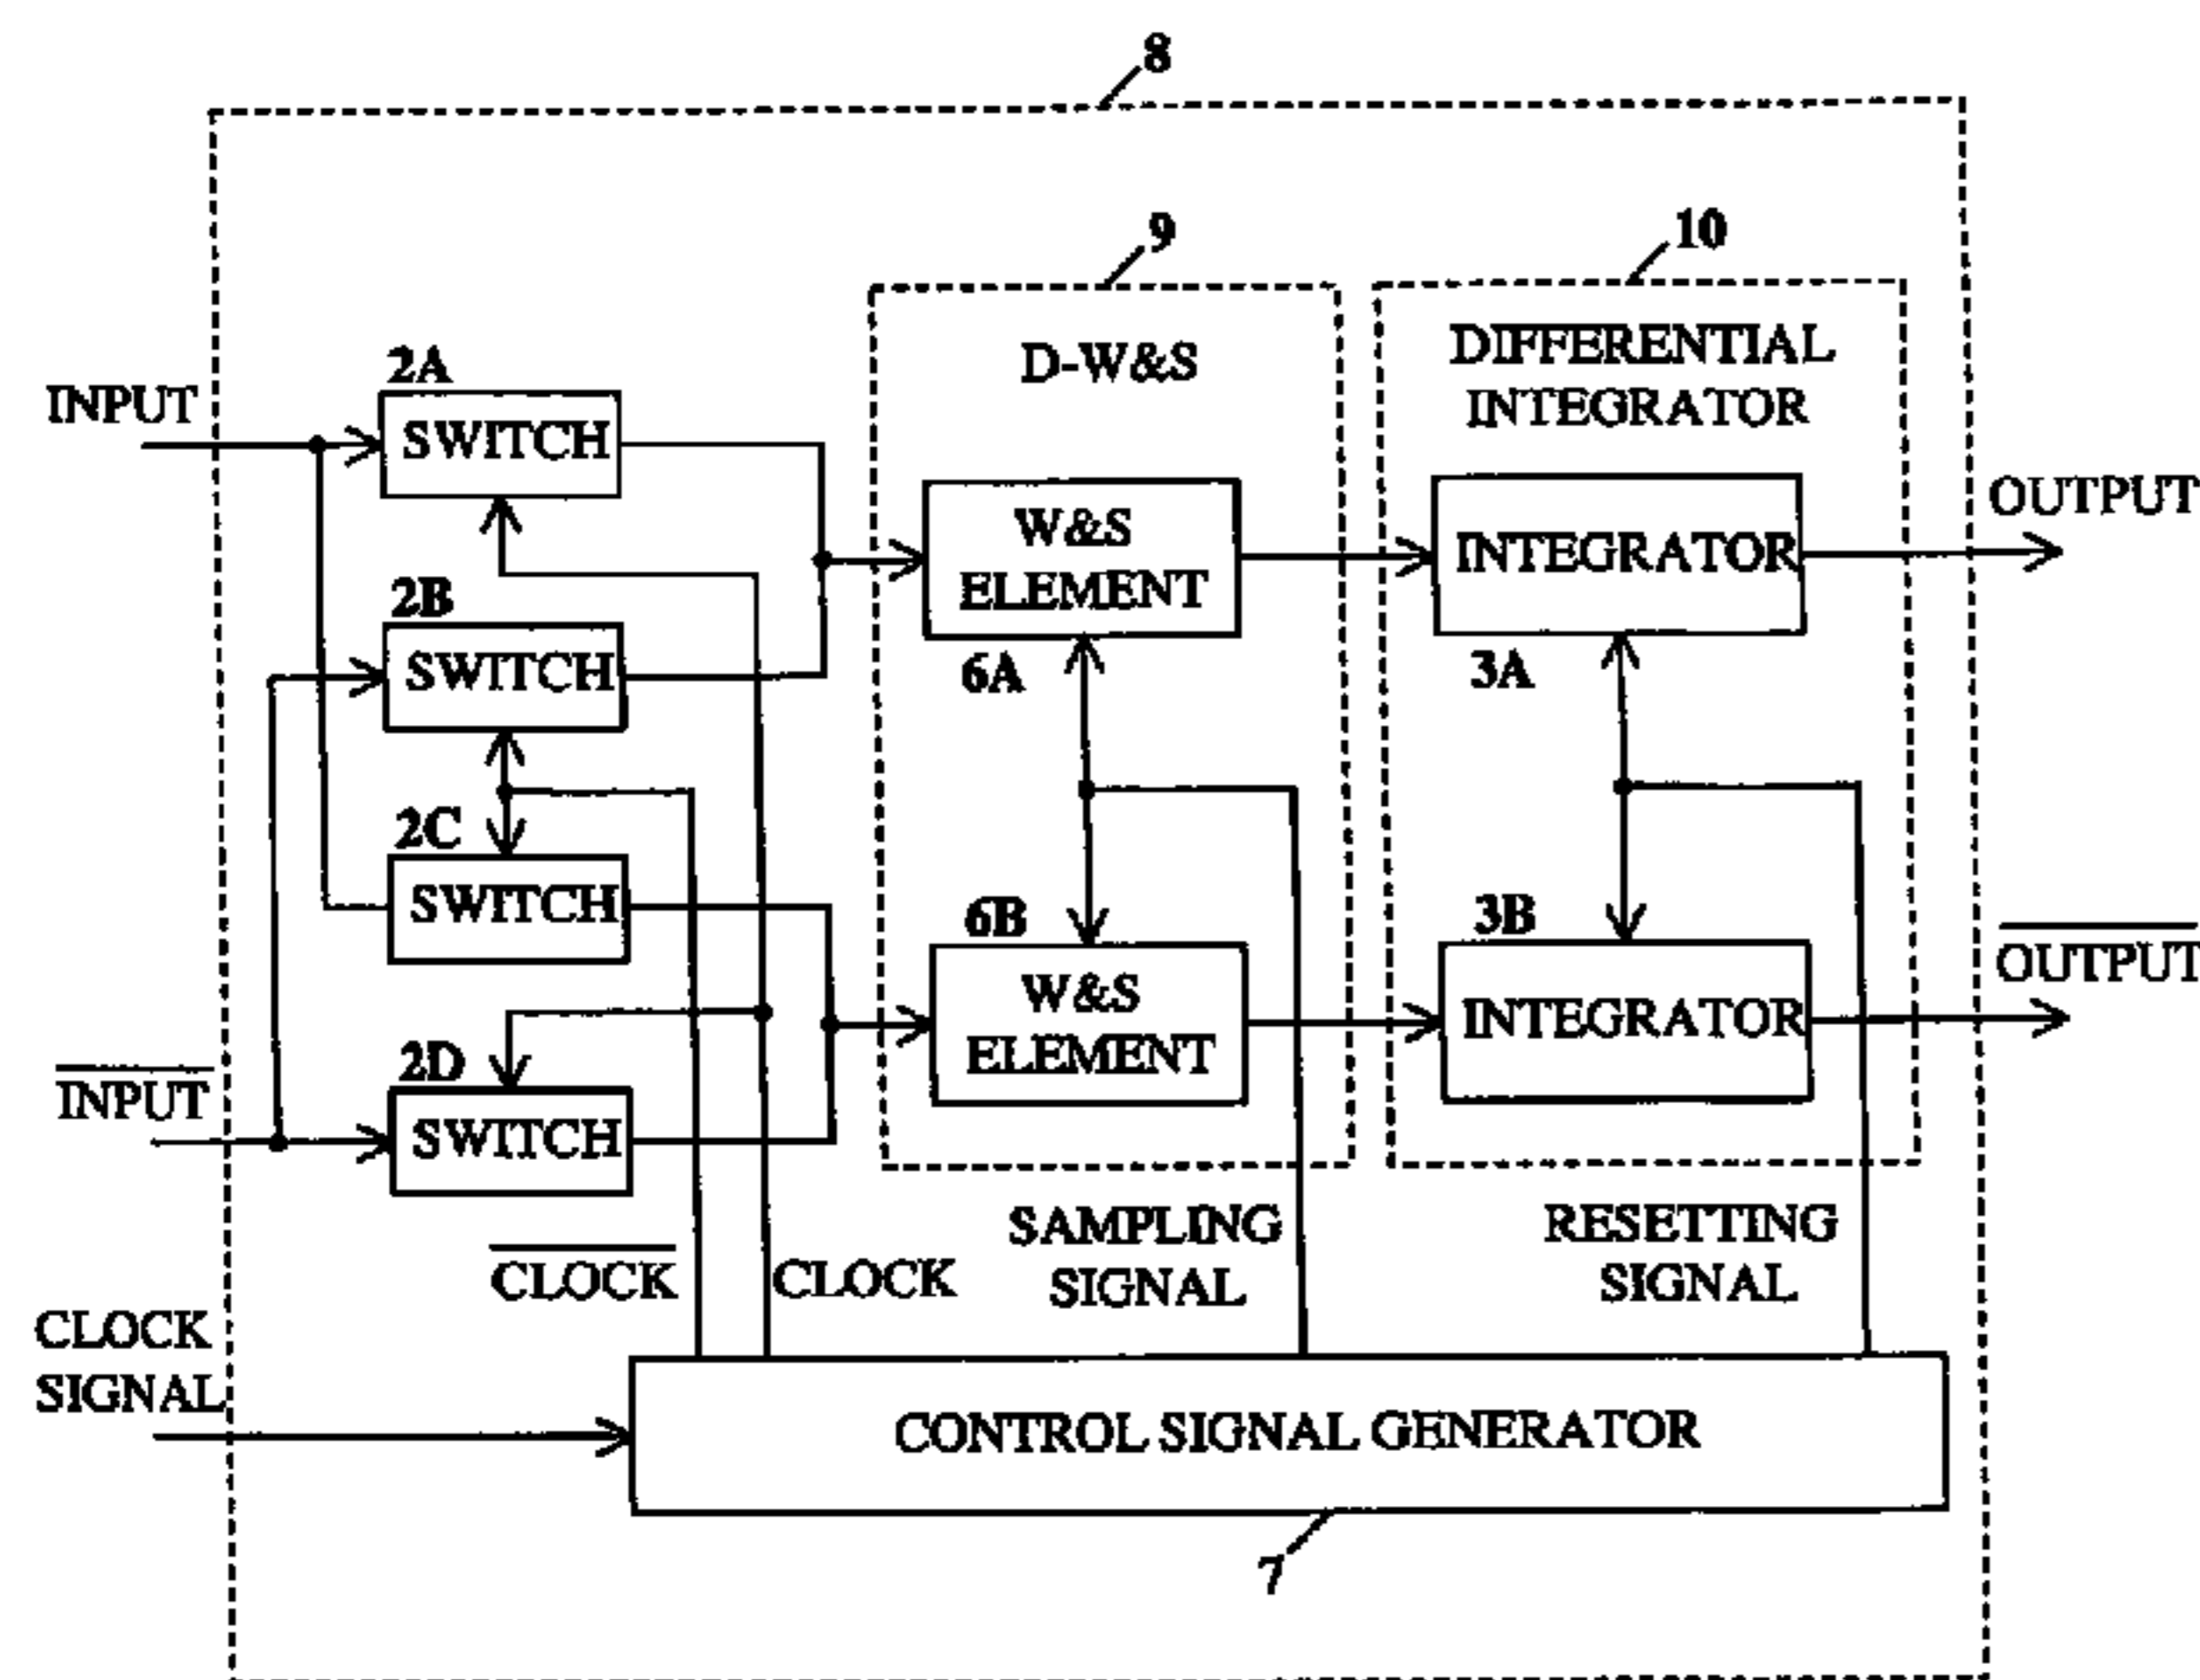 8
9
10
D-W&S
DIFFERENTIAL
INTEGRATOR
INPUT
2A
SWITCH
W&S
ELEMENT
6A
INTEGRATOR
3A
OUTPUT
2B
SWITCH
2C
SWITCH
6B
W&S
ELEMENT
3B
INTEGRATOR
OUTPUT
INPUT
2D
SWITCH
CLOCK
CLOCK
SAMPLING
SIGNAL
RESETTING
SIGNAL
CLOCK
SIGNAL
CONTROL SIGNAL GENERATOR
7